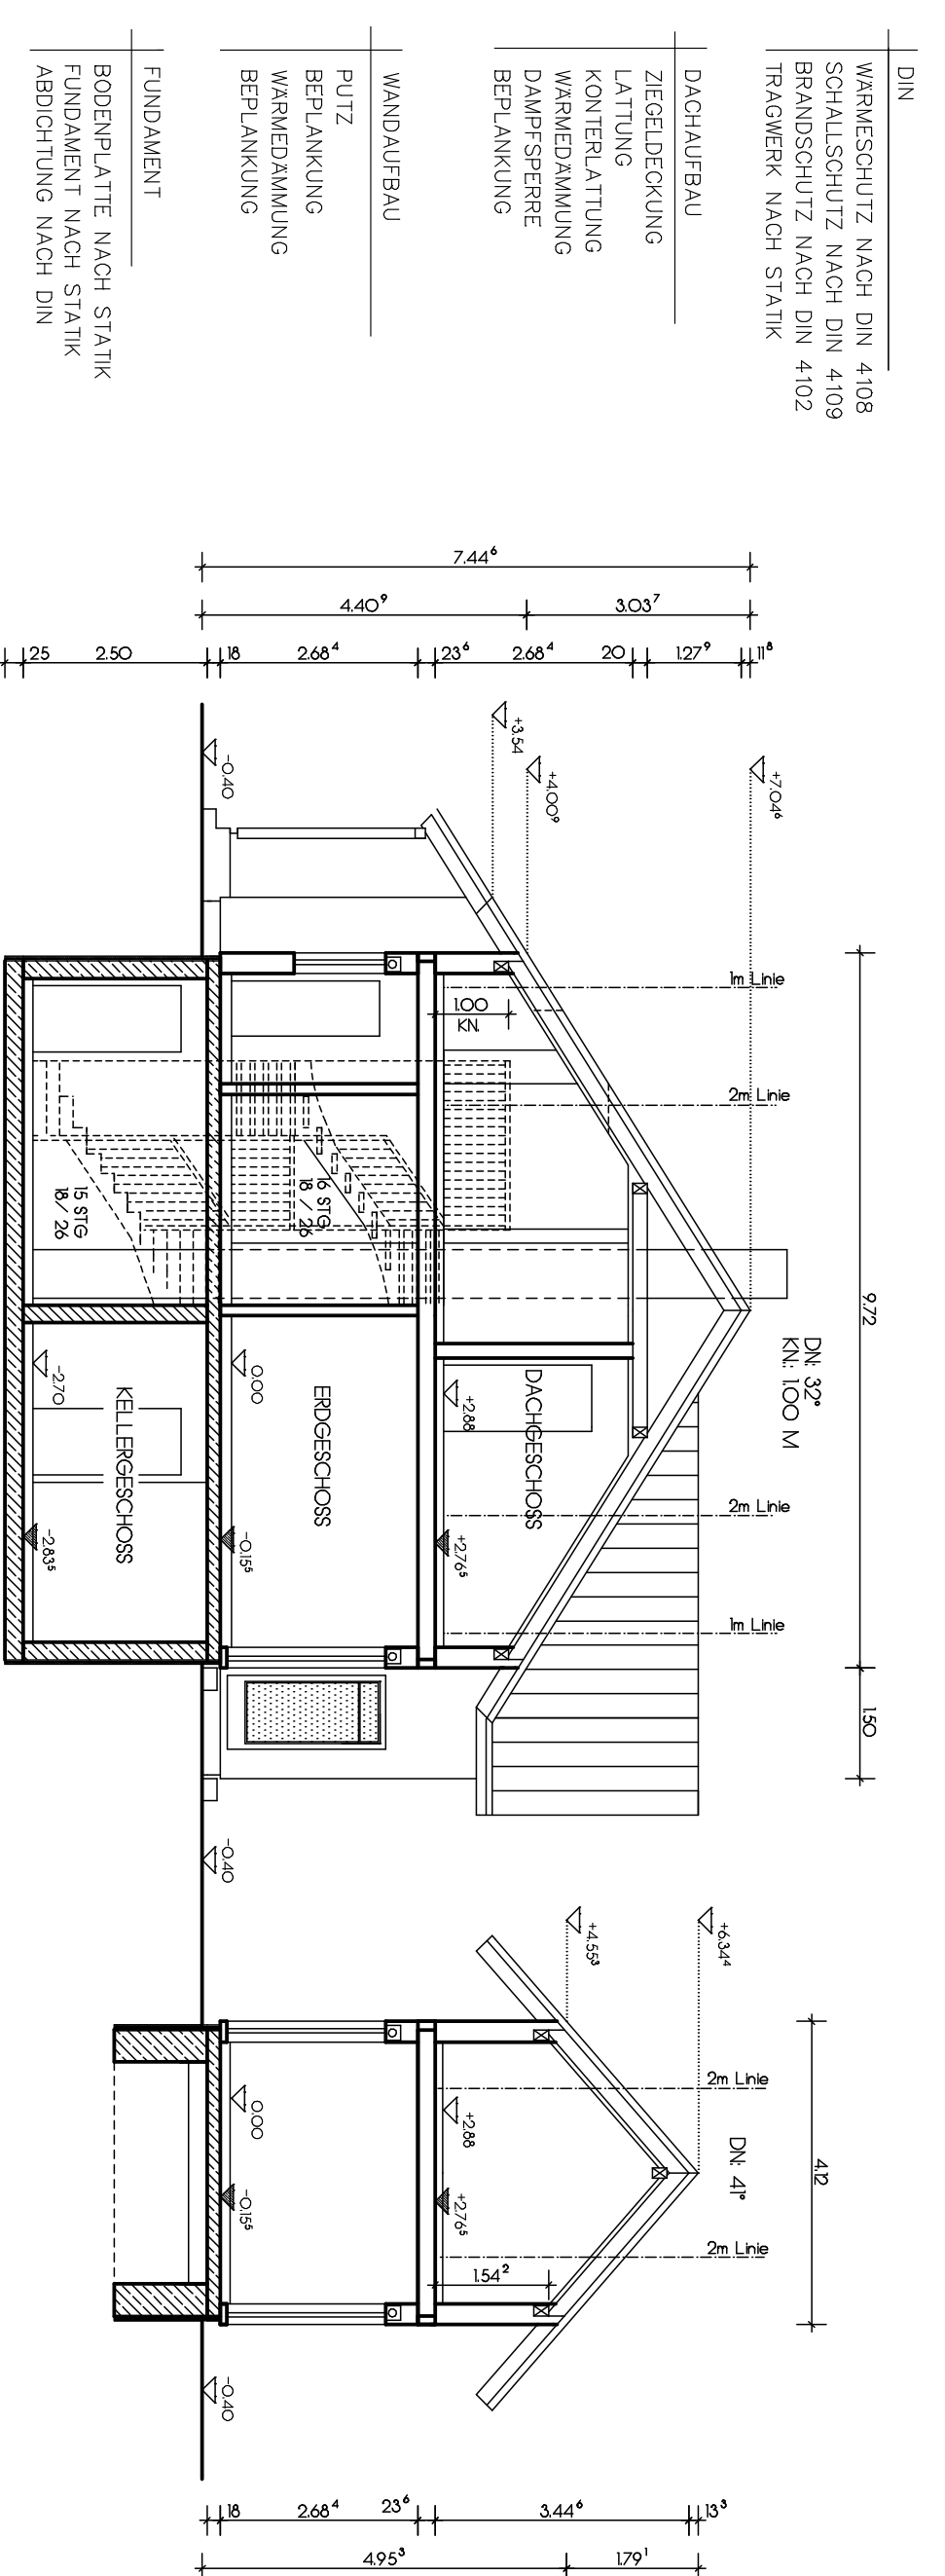 DIN
WÄRMESCHUTZ NACH DIN 4108
SCHALLSCHUTZ NACH DIN 4109
BRANDSCHUTZ NACH DIN 4102
TRAGWERK NACH STATIK
DACHAUFBAU
ZIEGELDECKUNG
LATTUNG
KONTERLATTUNG
WÄRMEDÄMMUNG
DAMPFSPERRE
BEPLANKUNG
WANDAUFBAU
PUTZ
BEPLANKUNG
WÄRMEDÄMMUNG
BEPLANKUNG
FUNDAMENT
BODENPLATTE NACH STATIK
FUNDAMENT NACH STATIK
ABDICHTUNG NACH DIN
7.44⁶
4.40⁹
3.03⁷
25
2.50
18
2.68⁴
23⁶
2.68⁴
20
1.27⁹
11⁸
+3.54
+4.00⁹
+7.04⁶
-0.40
1m Linie
2m Linie
1.00
KN.
15 STG
18 / 26
16 STG
18 / 26
9.72
DN: 32°
KN.: 1.00 M
DACHGESCHOSS
+2.88
+2.76⁵
ERDGESCHOSS
0.00
-0.15⁵
KELLERGESCHOSS
-2.70
-2.83⁵
2m Linie
1m Linie
1.50
-0.40
+4.55³
+6.34⁴
4.12
DN: 41°
2m Linie
2m Linie
+2.88
+2.76⁵
0.00
-0.15⁵
1.54²
-0.40
18
2.68⁴
23⁶
3.44⁶
13³
4.95³
1.79¹